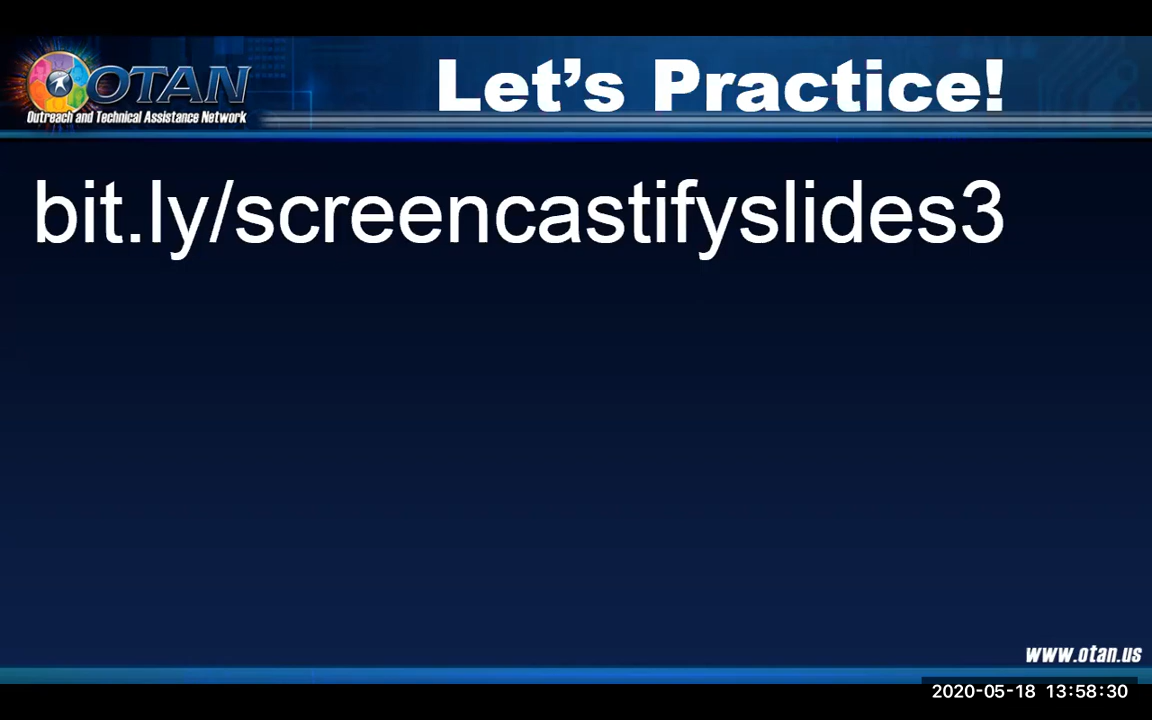 OTAN
Outreach and Technical Assistance Network
Let's Practice!
bit.ly/screencastifyslides3
www.otan.us
2020-05-18 13:58:30